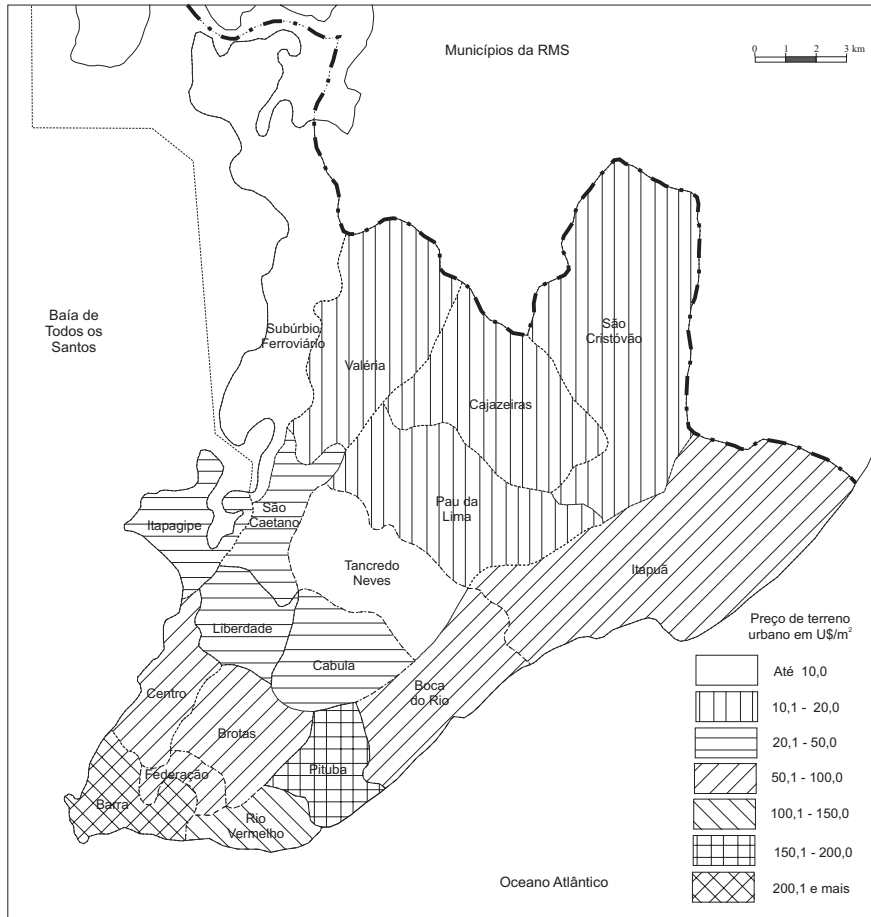 Municípios da RMS
0 1 2 3 km
Baía de
Todos os
Santos
Subúrbio
Ferroviário
Valéria
São
Cristóvão
Cajazeiras
Pau da
Lima
São
Caetano
Itapagipe
Tancredo
Neves
Itapuã
Liberdade
Cabula
Centro
Boca
do Rio
Brotas
Federação
Pituba
Barra
Rio
Vermelho
Oceano Atlântico
Preço de terreno
urbano em U$/m²
Até 10,0
10,1 - 20,0
20,1 - 50,0
50,1 - 100,0
100,1 - 150,0
150,1 - 200,0
200,1 e mais